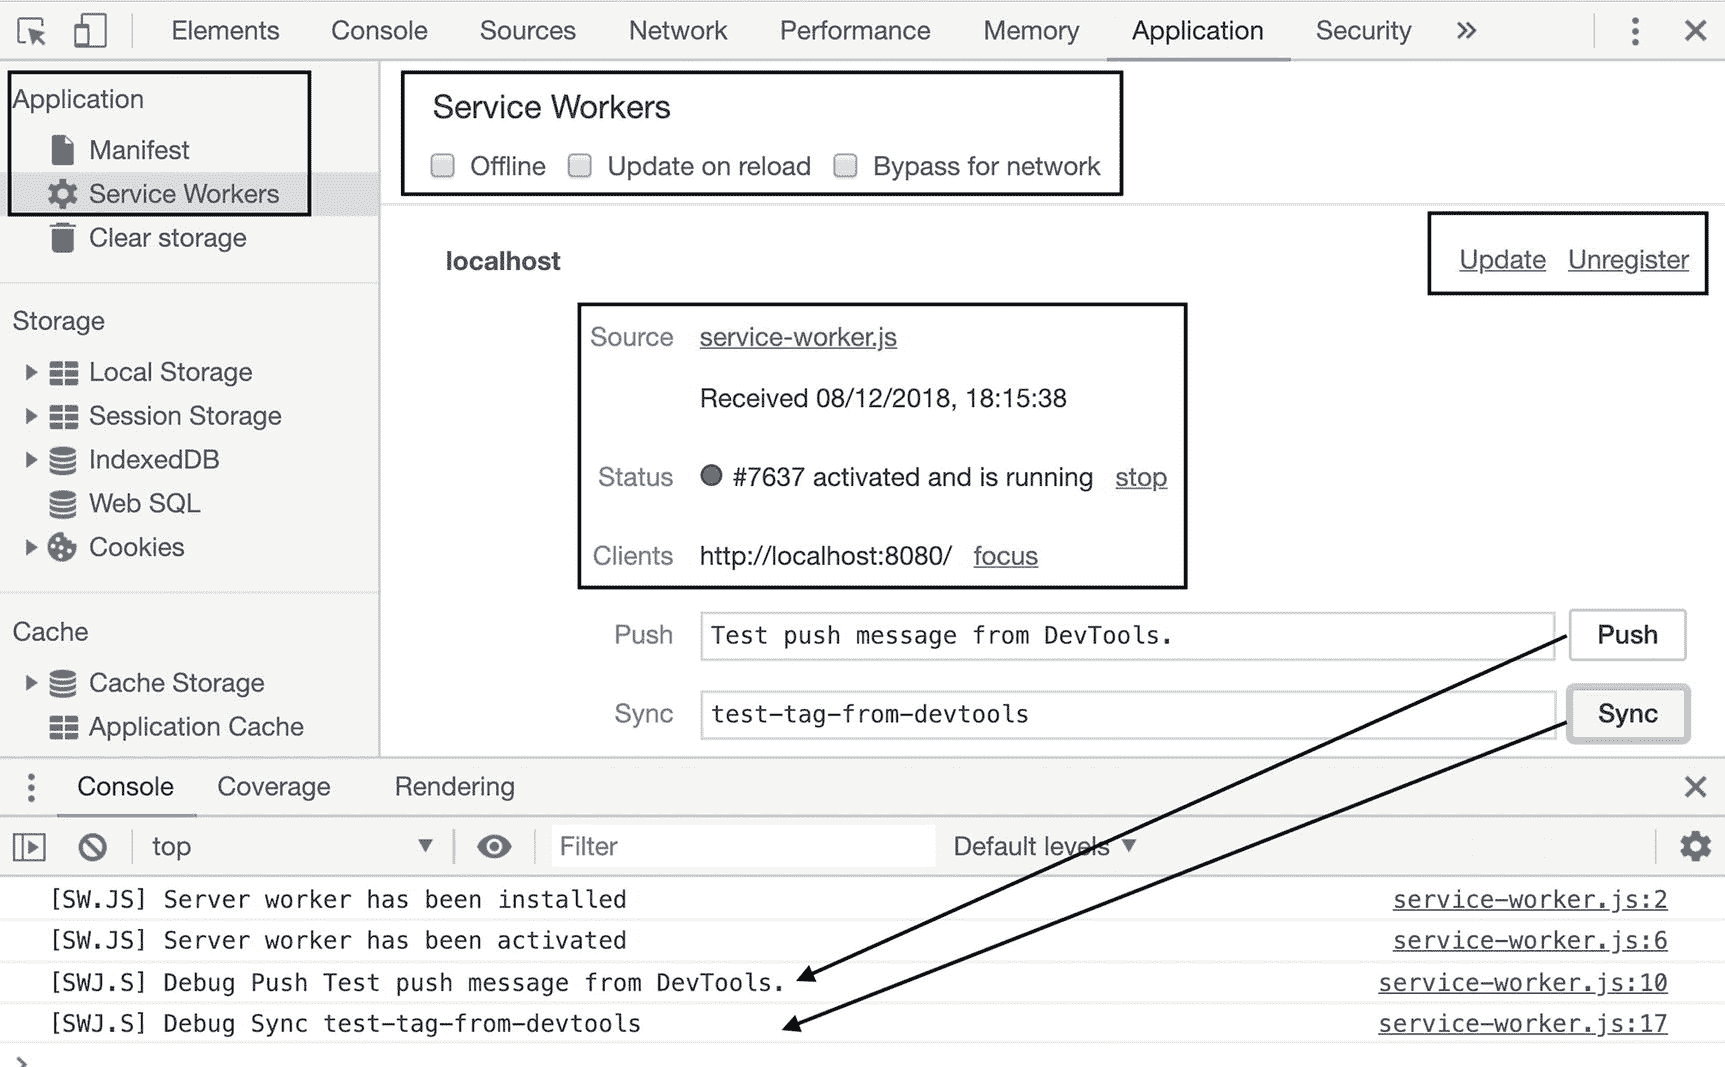 Elements Console Sources Network Performance Memory Application Security »
Application
Manifest
Service Workers
Clear storage
Storage
Local Storage
Session Storage
IndexedDB
Web SQL
Cookies
Cache
Cache Storage
Application Cache
Service Workers
Offline Update on reload Bypass for network
localhost Update Unregister
Source service-worker.js
Received 08/12/2018, 18:15:38
Status #7637 activated and is running stop
Clients http://localhost:8080/ focus
Push Test push message from DevTools. Push
Sync test-tag-from-devtools Sync
Console Coverage Rendering
top Filter Default levels
[SW.JS] Server worker has been installed service-worker.js:2
[SW.JS] Server worker has been activated service-worker.js:6
[SWJ.S] Debug Push Test push message from DevTools. service-worker.js:10
[SWJ.S] Debug Sync test-tag-from-devtools service-worker.js:17